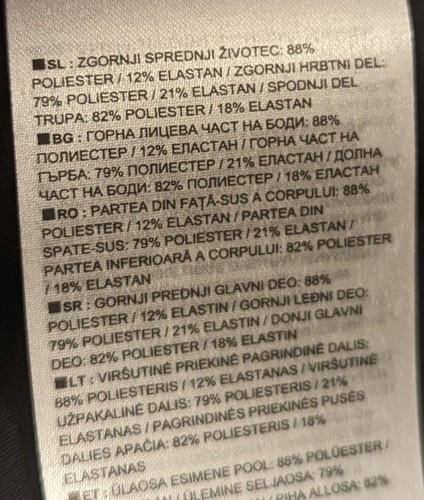 ■SL : ZGORNJI SPREDNJI ŽIVOTEC: 88%
POLIESTER / 12% ELASTAN / ZGORNJI HRBTNI DEL:
79% POLIESTER / 21% ELASTAN / SPODNJI DEL
TRUPA: 82% POLIESTER / 18% ELASTAN
■BG : ГОРНА ЛИЦЕВА ЧАСТ НА БОДИ: 88%
ПОЛИЕСТЕР / 12% ЕЛАСТАН / ГОРНА ЧАСТ НА
ГЪРБА: 79% ПОЛИЕСТЕР / 21% ЕЛАСТАН / ДОЛНА
ЧАСТ НА БОДИ: 82% ПОЛИЕСТЕР / 18% ЕЛАСТАН
■RO : PARTEA DIN FAȚĂ-SUS A CORPULUI: 88%
POLIESTER / 12% ELASTAN / PARTEA DIN
SPATE-SUS: 79% POLIESTER / 21% ELASTAN /
PARTEA INFERIOARĂ A CORPULUI: 82% POLIESTER
/ 18% ELASTAN
■SR : GORNJI PREDNJI GLAVNI DEO: 88%
POLIESTER / 12% ELASTIN / GORNJI LEĐNI DEO:
79% POLIESTER / 21% ELASTIN / DONJI GLAVNI
DEO: 82% POLIESTER / 18% ELASTIN
■LT : VIRŠUTINĖ PRIEKINĖ PAGRINDINĖ DALIS:
88% POLIESTERIS / 12% ELASTANAS / VIRŠUTINĖ
UŽPAKALINĖ DALIS: 79% POLIESTERIS / 21%
ELASTANAS / PAGRINDINĖS PRIEKINĖS PUSĖS
DALIES APAČIA: 82% POLIESTERIS / 18%
ELASTANAS
■ET : ÜLAOSA ESIMENE POOL: 88% POLÜESTER /
/ ÜLEMINE SELJAOSA: 79%
ALLOSA: 82%